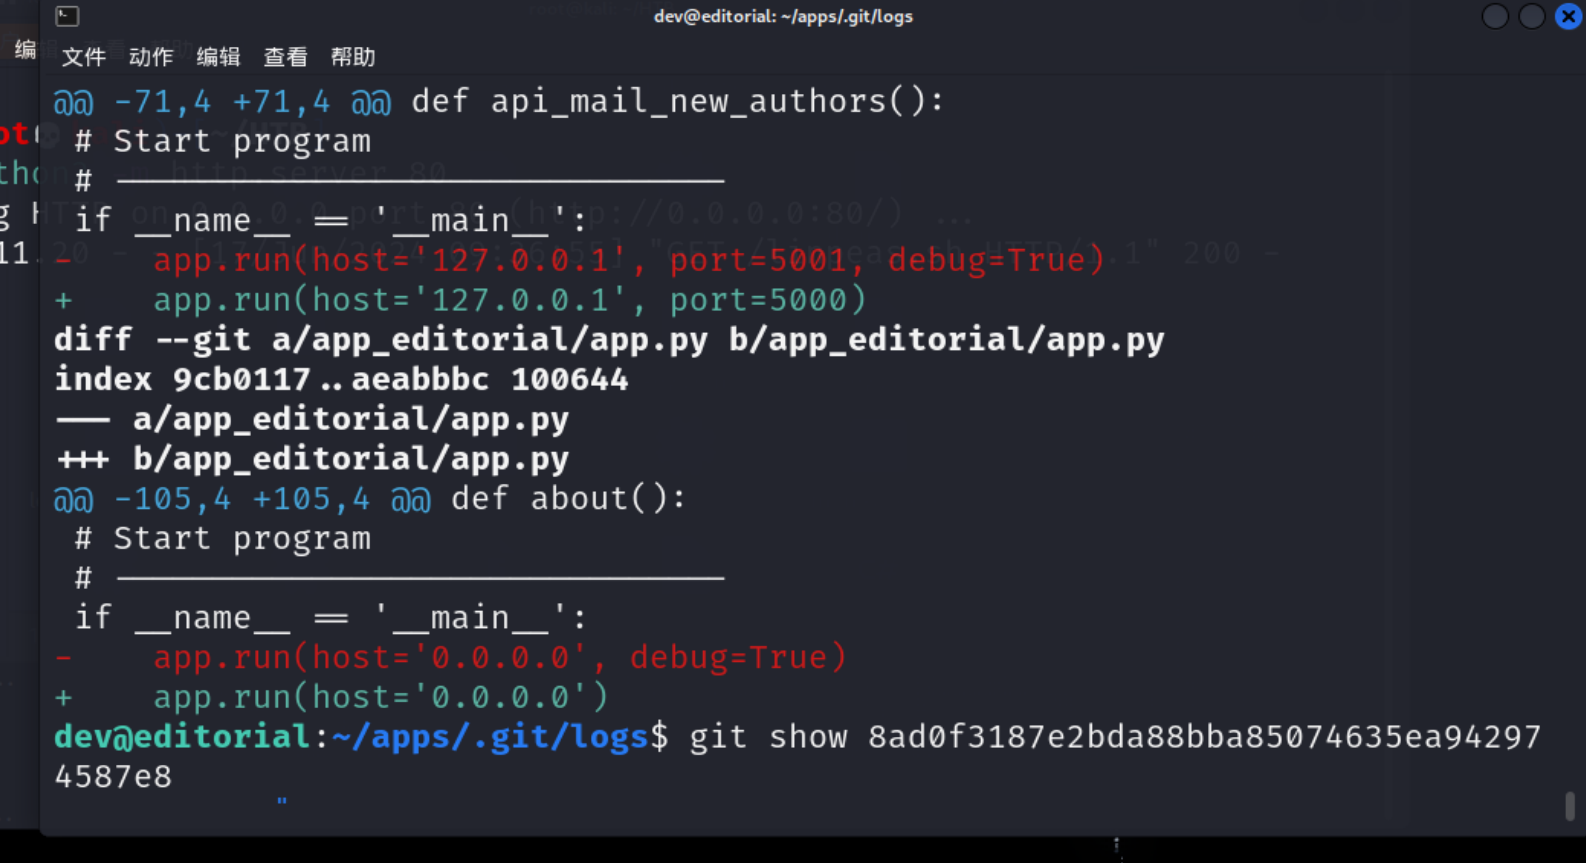 dev@editorial: ~/apps/.git/logs
编
文件 动作 编辑 查看 帮助
@@ -71,4 +71,4 @@ def api_mail_new_authors():
# Start program
# -------------------------------
if __name__ == '__main__':
-    app.run(host='127.0.0.1', port=5001, debug=True)
+    app.run(host='127.0.0.1', port=5000)
diff --git a/app_editorial/app.py b/app_editorial/app.py
index 9cb0117..aeabbbc 100644
--- a/app_editorial/app.py
+++ b/app_editorial/app.py
@@ -105,4 +105,4 @@ def about():
# Start program
# -------------------------------
if __name__ == '__main__':
-    app.run(host='0.0.0.0', debug=True)
+    app.run(host='0.0.0.0')
dev@editorial:~/apps/.git/logs$ git show 8ad0f3187e2bda88bba85074635ea94297
4587e8
"